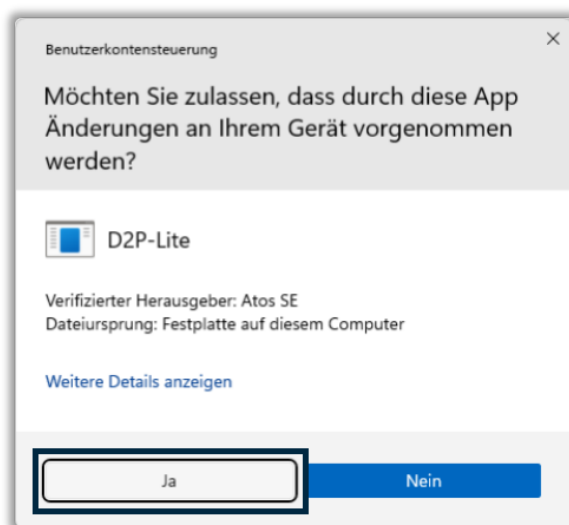 Benutzerkontensteuerung
Möchten Sie zulassen, dass durch diese App
Änderungen an Ihrem Gerät vorgenommen
werden?
D2P-Lite
Verifizierter Herausgeber: Atos SE
Dateiursprung: Festplatte auf diesem Computer
Weitere Details anzeigen
Ja
Nein